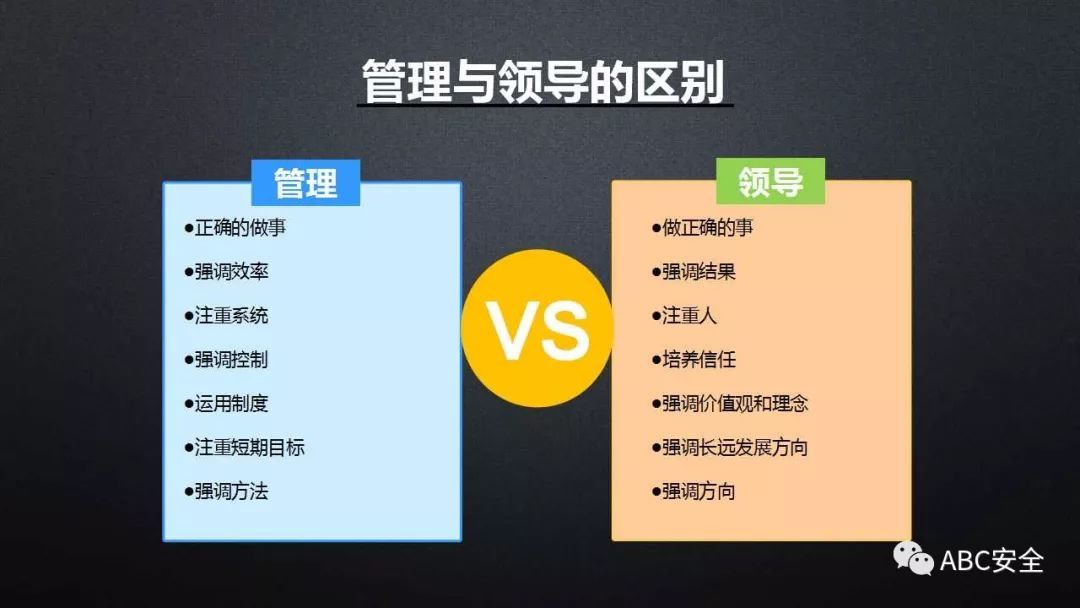 管理与领导的区别
管理
●正确的做事
●强调效率
●注重系统
●强调控制
●运用制度
●注重短期目标
●强调方法
VS
领导
●做正确的事
●强调结果
●注重人
●培养信任
●强调价值观和理念
●强调长远发展方向
●强调方向
ABC安全